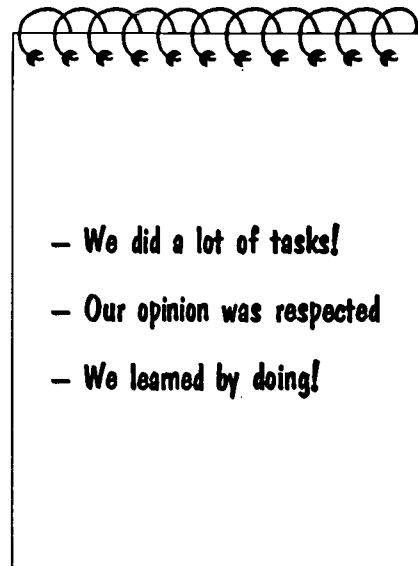 – We did a lot of tasks!
– Our opinion was respected
– We learned by doing!